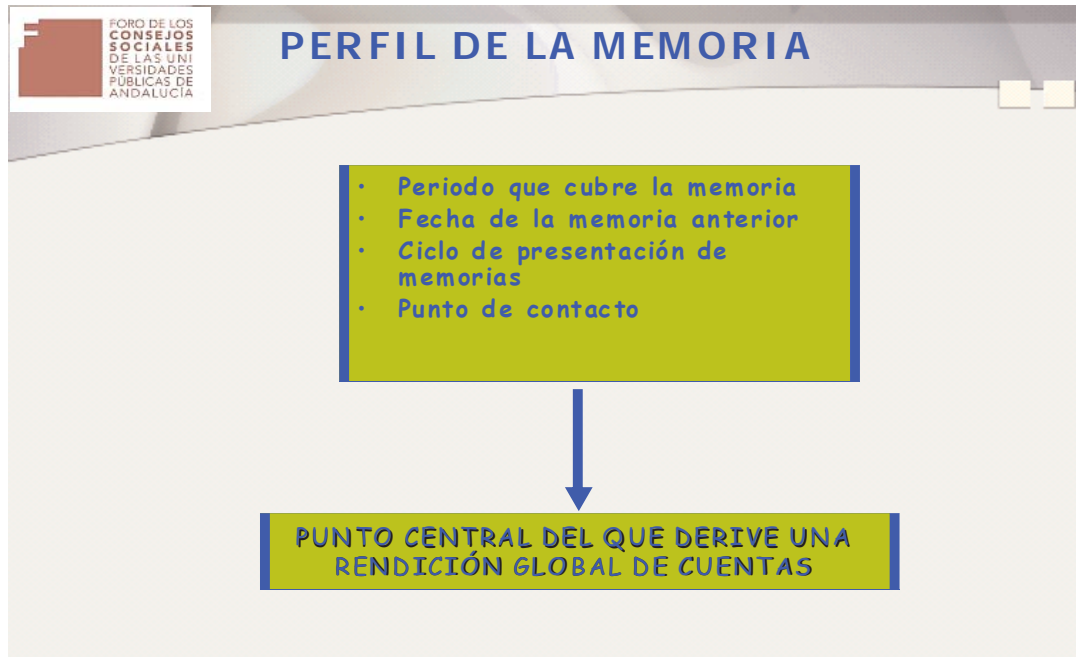 FORO DE LOS
CONSEJOS
SOCIALES
DE LAS UNI
VERSIDADES
PÚBLICAS DE
ANDALUCÍA
PERFIL DE LA MEMORIA
• Periodo que cubre la memoria
• Fecha de la memoria anterior
• Ciclo de presentación de
memorias
• Punto de contacto
PUNTO CENTRAL DEL QUE DERIVE UNA
RENDICIÓN GLOBAL DE CUENTAS